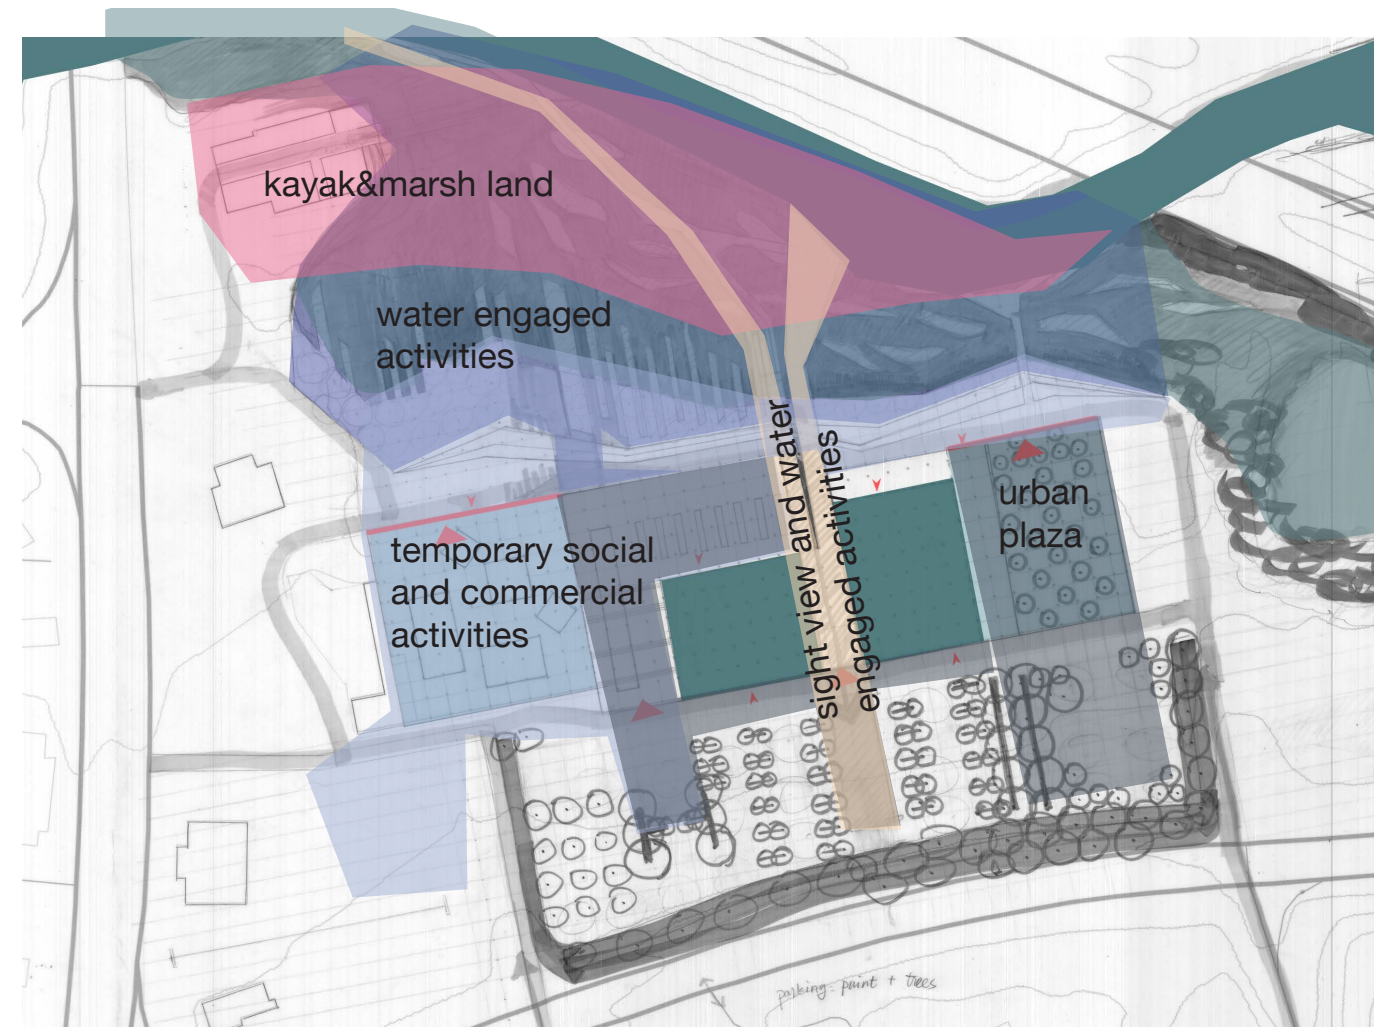 kayak&marsh land
water engaged
activities
sight view and water
engaged activities
urban
plaza
temporary social
and commercial
activities
parking: paint + trees